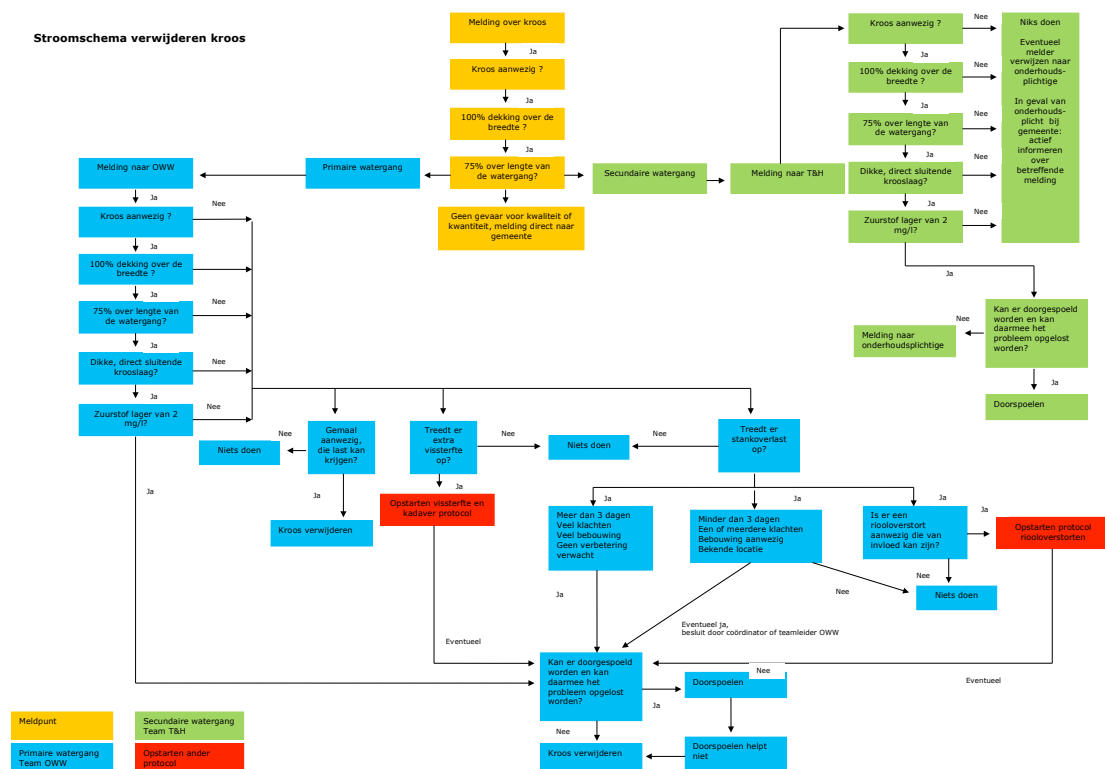 Stroomschema verwijderen kroos
Melding over kroos
Ja
Kroos aanwezig ?
Ja
100% dekking over de
breedte ?
Ja
75% over lengte van
de watergang?
Geen gevaar voor kwaliteit of
kwantiteit, melding direct naar
gemeente
Primaire watergang
Secundaire watergang
Melding naar T&H
Kroos aanwezig ?
Nee
Ja
100% dekking over de
breedte ?
Nee
Ja
75% over lengte van
de watergang?
Nee
Ja
Dikke, direct sluitende
krooslaag?
Nee
Ja
Zuurstof lager van 2
mg/l?
Nee
Ja
Niks doen
Eventueel
melder
verwijzen naar
onderhouds-
plichtige
In geval van
onderhouds-
plicht bij
gemeente:
actief
informeren
over
betreffende
melding
Kan er doorgespoeld
worden en kan
daarmee het
probleem opgelost
worden?
Nee
Melding naar
onderhoudsplichtige
Ja
Doorspoelen
Melding naar OWW
Ja
Kroos aanwezig ?
Nee
Ja
100% dekking over de
breedte ?
Nee
Ja
75% over lengte van
de watergang?
Nee
Ja
Dikke, direct sluitende
krooslaag?
Nee
Ja
Zuurstof lager van 2
mg/l?
Nee
Ja
Gemaal
aanwezig,
die last kan
krijgen?
Nee
Niets doen
Ja
Kroos verwijderen
Treedt er
extra
vissterfte
op?
Nee
Niets doen
Ja
Opstarten vissterfte en
kadaver protocol
Eventueel
Treedt er
stankoverlast
op?
Nee
Ja
Meer dan 3 dagen
Veel klachten
Veel bebouwing
Geen verbetering
verwacht
Ja
Ja
Minder dan 3 dagen
Een of meerdere klachten
Bebouwing aanwezig
Bekende locatie
Nee
Eventueel ja,
besluit door coördinator of teamleider OWW
Ja
Is er een
riooloverstort
aanwezig die van
invloed kan zijn?
Nee
Niets doen
Ja
Opstarten protocol
riooloverstorten
Eventueel
Kan er doorgespoeld
worden en kan
daarmee het
probleem opgelost
worden?
Ja
Doorspoelen
Nee
Doorspoelen helpt
niet
Nee
Kroos verwijderen
Meldpunt
Secundaire watergang
Team T&H
Primaire watergang
Team OWW
Opstarten ander
protocol